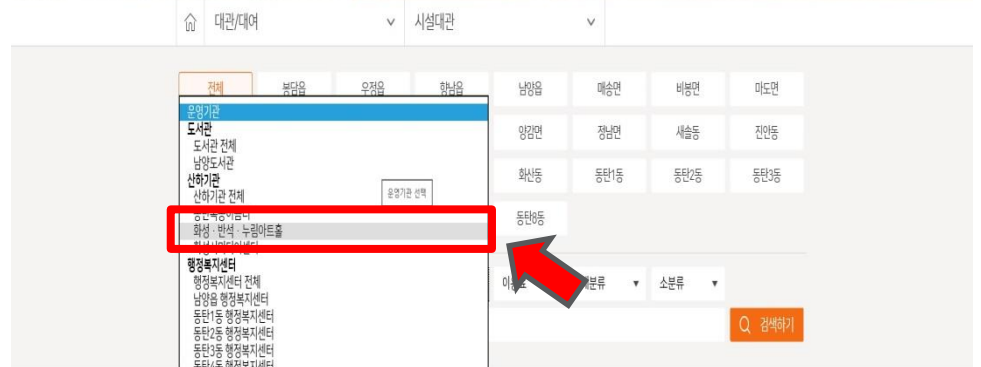 대관/대여 시설대관
전체 봉담읍 우정읍 향남읍 남양읍 매송면 비봉면 마도면
운영기관
도서관
도서관 전체
양감면 정남면 새솔동 진안동
남양도서관
산하기관
산하기관 전체
운영기관 선택
화산동 동탄1동 동탄2동 동탄3동
화성 · 반석 · 누림아트홀
동탄8동
행정복지센터
행정복지센터 전체
소분류
남양읍 행정복지센터
동탄1동 행정복지센터
동탄2동 행정복지센터
검색하기
동탄3동 행정복지센터